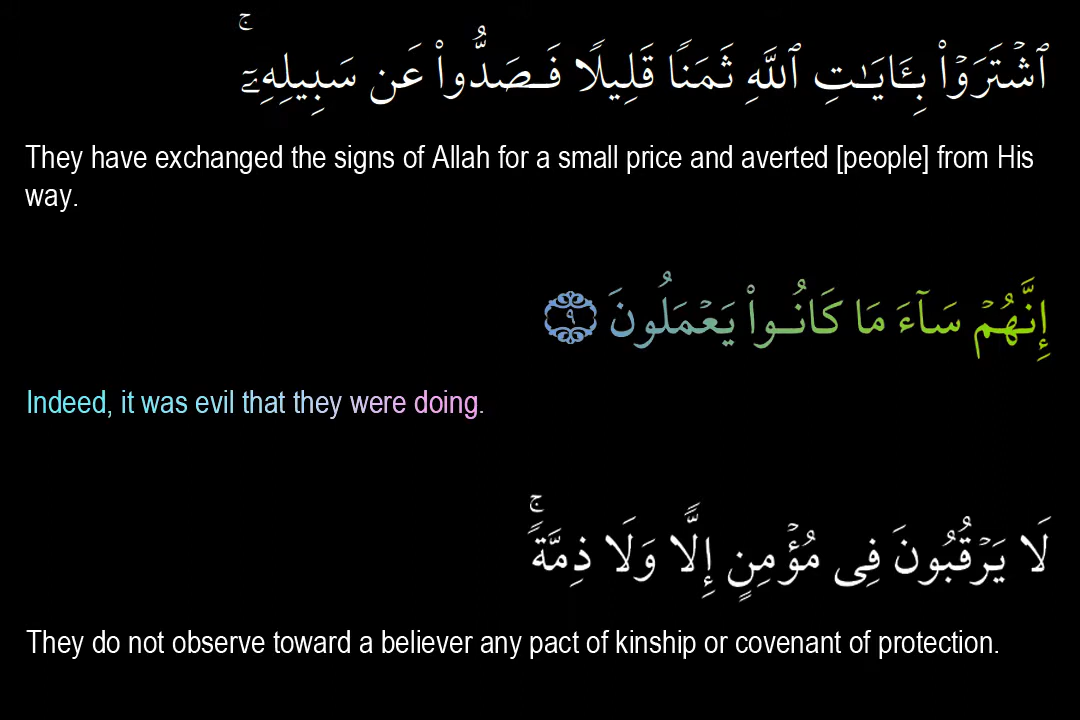 ٱشۡتَرَوۡاْ بِـَٔايَٰتِ ٱللَّهِ ثَمَنٗا قَلِيلٗا فَصَدُّواْ عَن سَبِيلِهِۦٓۚ
They have exchanged the signs of Allah for a small price and averted [people] from His
way.
إِنَّهُمۡ سَآءَ مَا كَانُواْ يَعۡمَلُونَ ٩
Indeed, it was evil that they were doing.
لَا يَرۡقُبُونَ فِي مُؤۡمِنٍ إِلّٗا وَلَا ذِمَّةٗۚ
They do not observe toward a believer any pact of kinship or covenant of protection.